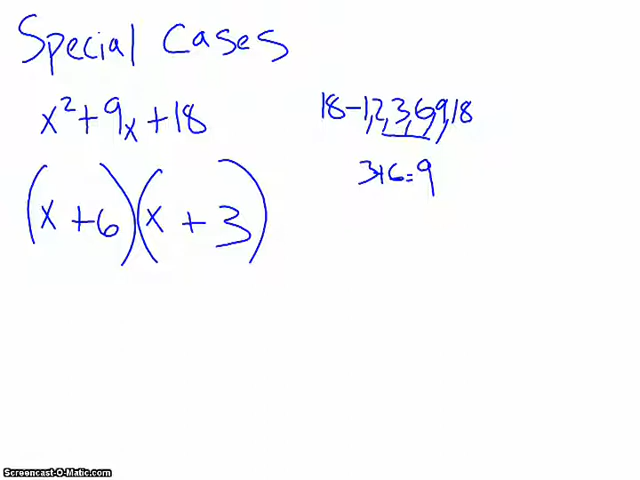 Special Cases
x²+9x+18
18-1,2,3,6,9,18
3+6=9
(x+6)(x+3)
Screencast-O-Matic.com